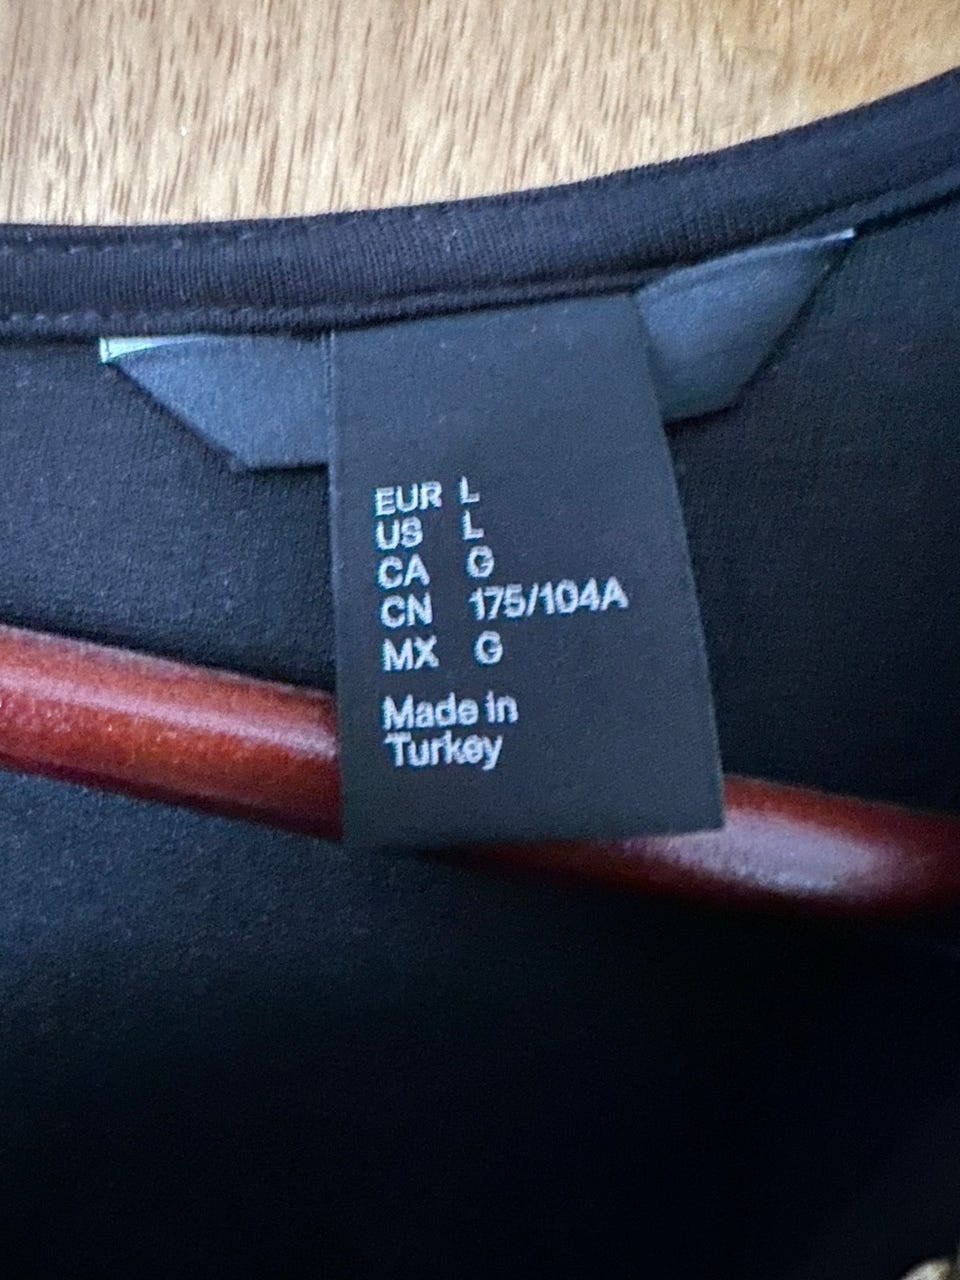 EUR L
US L
CA G
CN 175/104A
MX G
Made in
Turkey